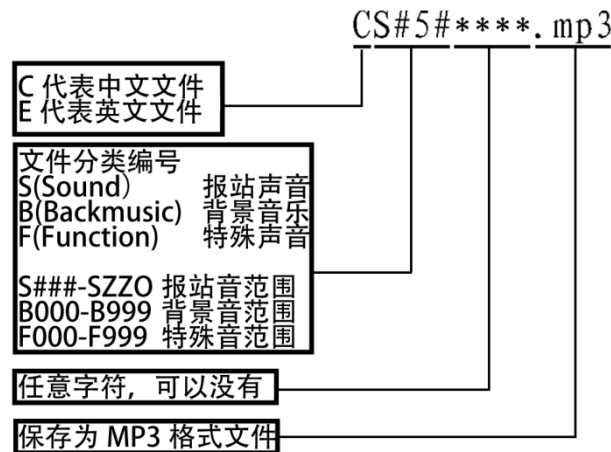 CS#5#****.mp3
C 代表中文文件
E 代表英文文件
文件分类编号
S(Sound) 报站声音
B(Backmusic) 背景音乐
F(Function) 特殊声音
S###-SZZO 报站音范围
B000-B999 背景音范围
F000-F999 特殊音范围
任意字符，可以没有
保存为 MP3 格式文件